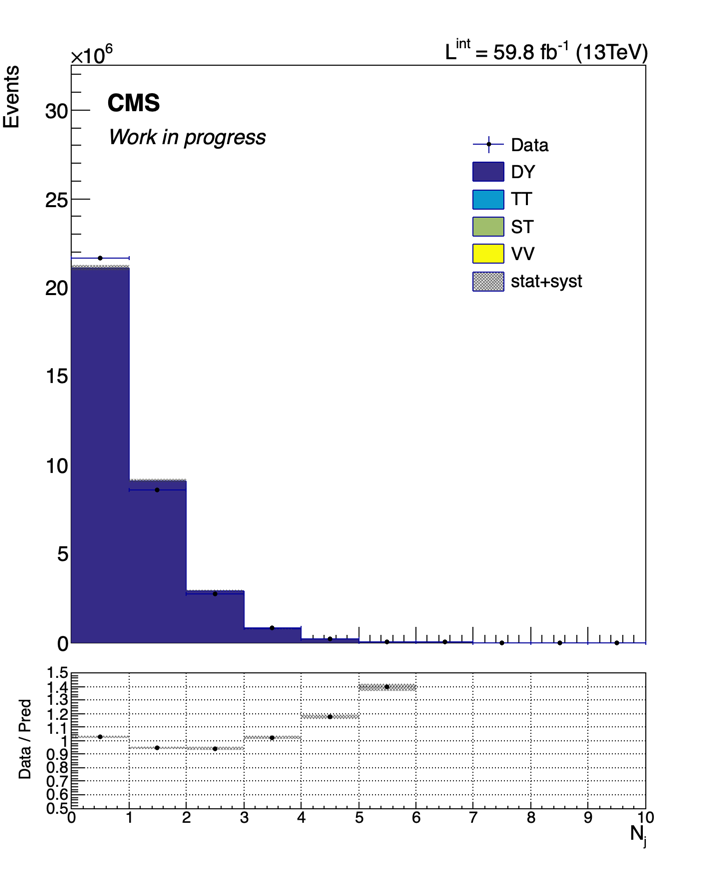 ×10⁶
Lⁱⁿᵗ = 59.8 fb⁻¹ (13TeV)
Events
CMS
Work in progress
Data
DY
TT
ST
VV
stat+syst
30
25
20
15
10
5
0
Data / Pred
1.5
1.4
1.3
1.2
1.1
1
0.9
0.8
0.7
0.6
0.5
0 1 2 3 4 5 6 7 8 9 10
Nⱼ